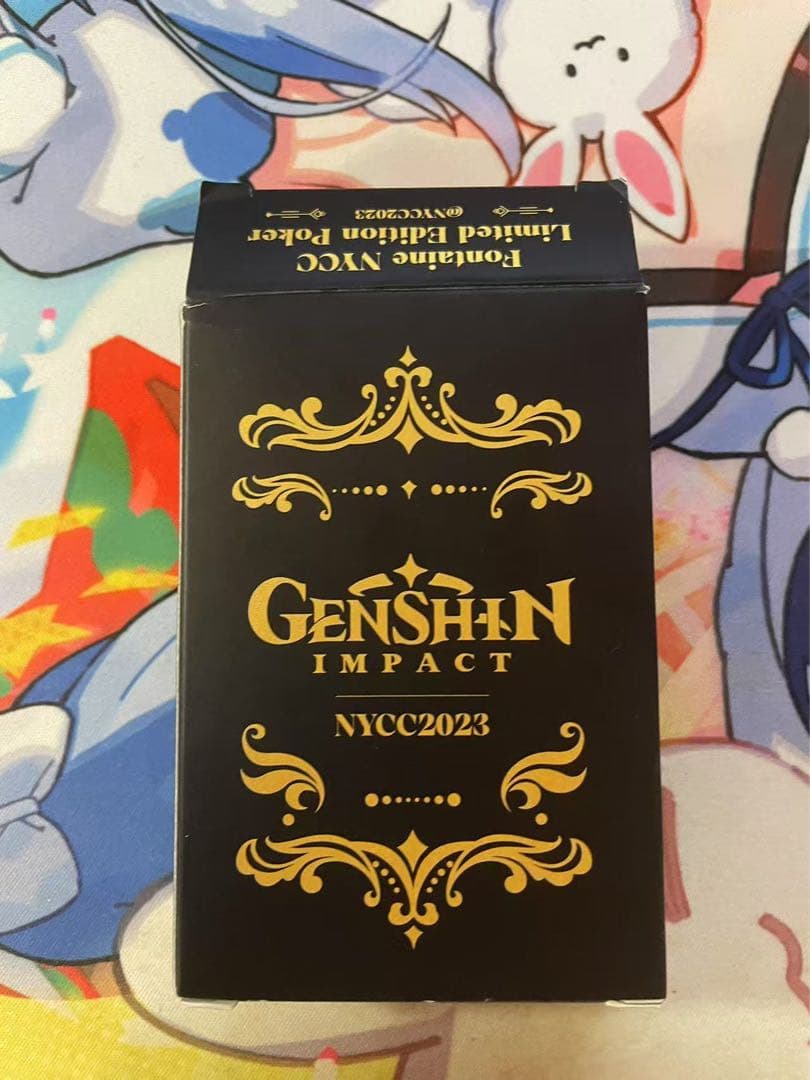 Fontaine NYCC
Limited Edition Poker
@NYCC2023
GENSHIN
IMPACT
NYCC2023